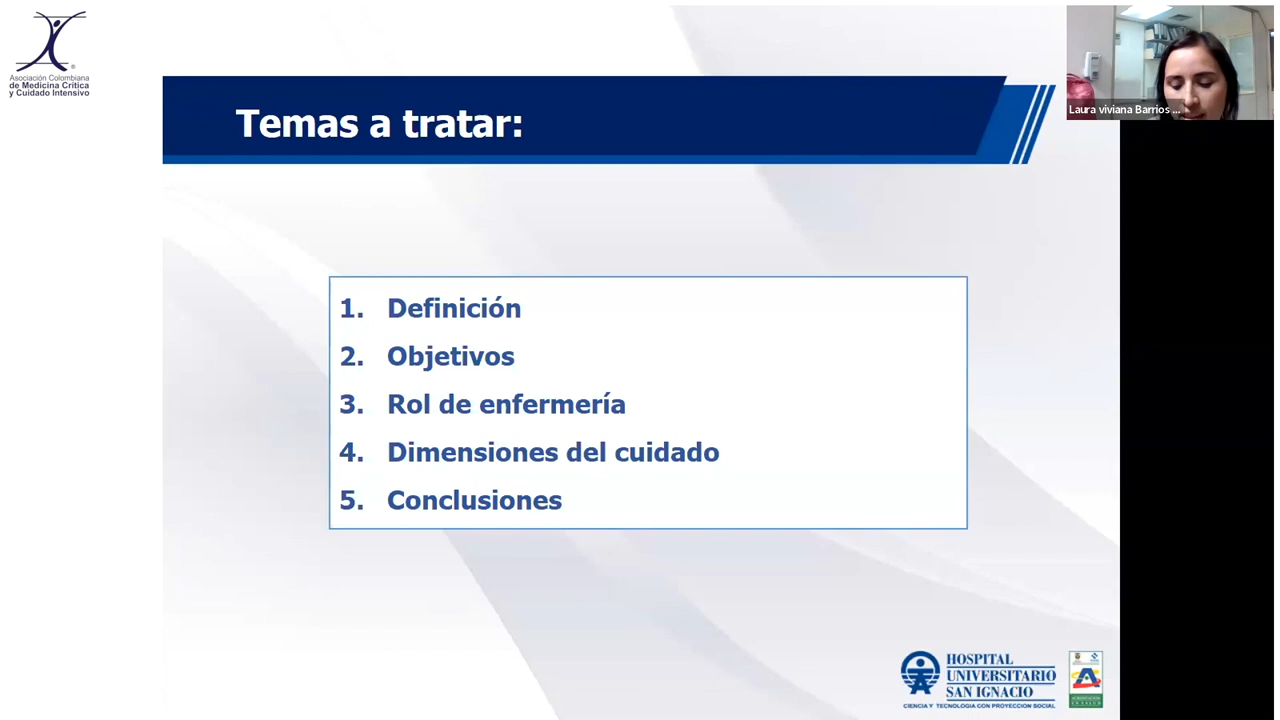 Asociación Colombiana
de Medicina Crítica
y Cuidado Intensivo
Temas a tratar:
Laura viviana Barrios ...
1. Definición
2. Objetivos
3. Rol de enfermería
4. Dimensiones del cuidado
5. Conclusiones
HOSPITAL
UNIVERSITARIO
SAN IGNACIO
CIENCIA Y TECNOLOGIA CON PROYECCION SOCIAL